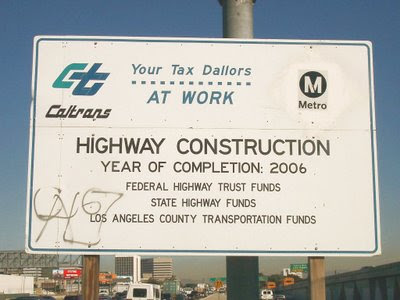 Caltrans
Your Tax Dallors
AT WORK
M
Metro
HIGHWAY CONSTRUCTION
YEAR OF COMPLETION: 2006
FEDERAL HIGHWAY TRUST FUNDS
STATE HIGHWAY FUNDS
LOS ANGELES COUNTY TRANSPORTATION FUNDS